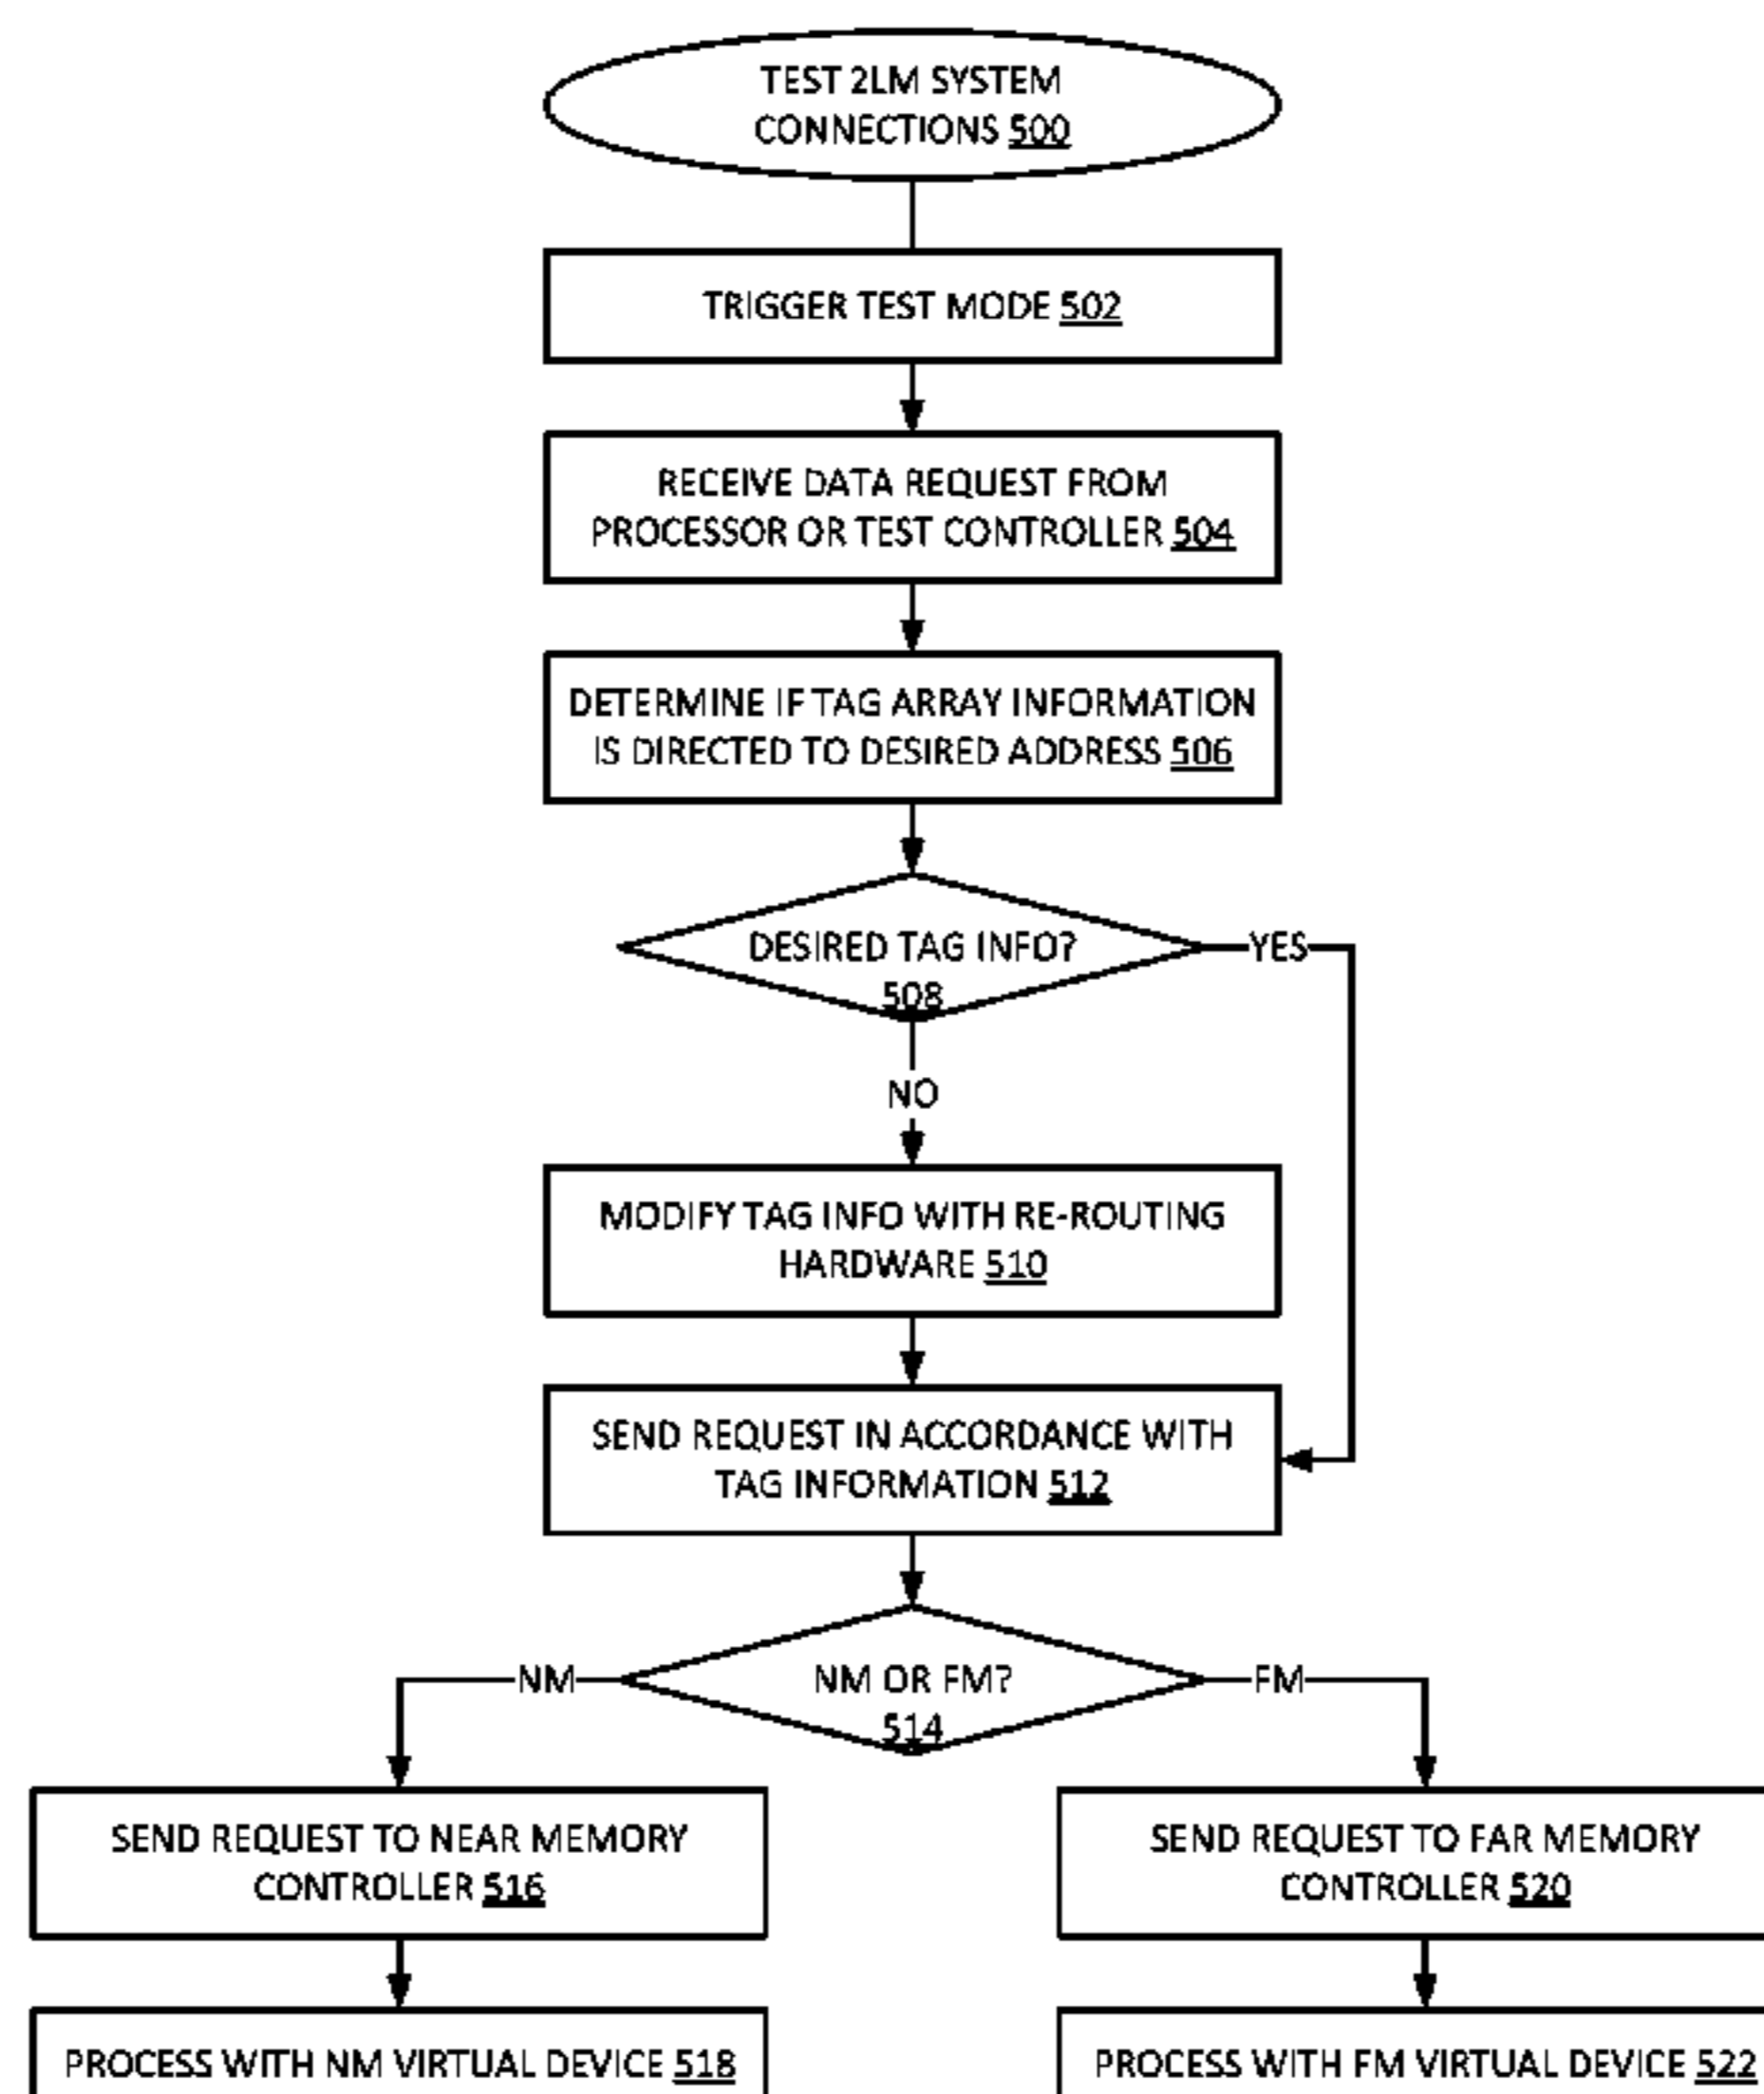 TEST 2LM SYSTEM
CONNECTIONS 500
TRIGGER TEST MODE 502
RECEIVE DATA REQUEST FROM
PROCESSOR OR TEST CONTROLLER 504
DETERMINE IF TAG ARRAY INFORMATION
IS DIRECTED TO DESIRED ADDRESS 506
DESIRED TAG INFO?
508
YES
NO
MODIFY TAG INFO WITH RE-ROUTING
HARDWARE 510
SEND REQUEST IN ACCORDANCE WITH
TAG INFORMATION 512
NM
NM OR FM?
514
FM
SEND REQUEST TO NEAR MEMORY
CONTROLLER 516
SEND REQUEST TO FAR MEMORY
CONTROLLER 520
PROCESS WITH NM VIRTUAL DEVICE 518
PROCESS WITH FM VIRTUAL DEVICE 522